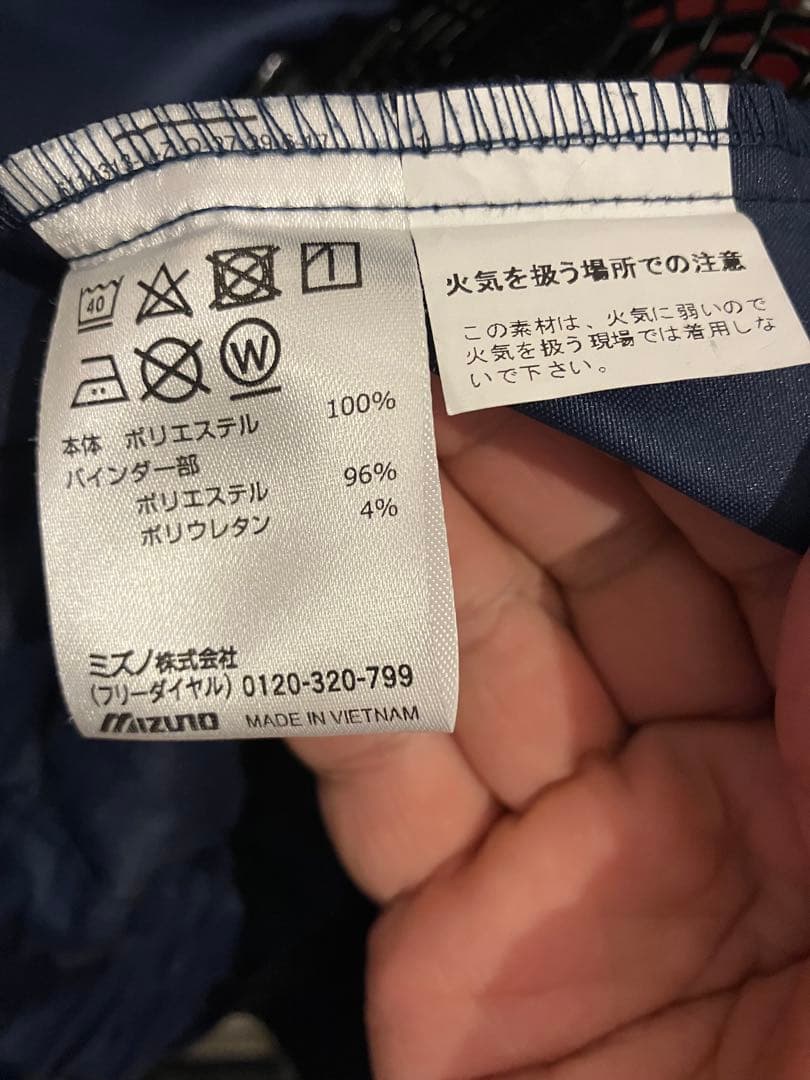 40
W
本体 ポリエステル 100%
バインダー部
ポリエステル 96%
ポリウレタン 4%
ミズノ株式会社
(フリーダイヤル) 0120-320-799
MIZUNO MADE IN VIETNAM
火気を扱う場所での注意
この素材は、火気に弱いので
火気を扱う現場では着用しな
いで下さい。